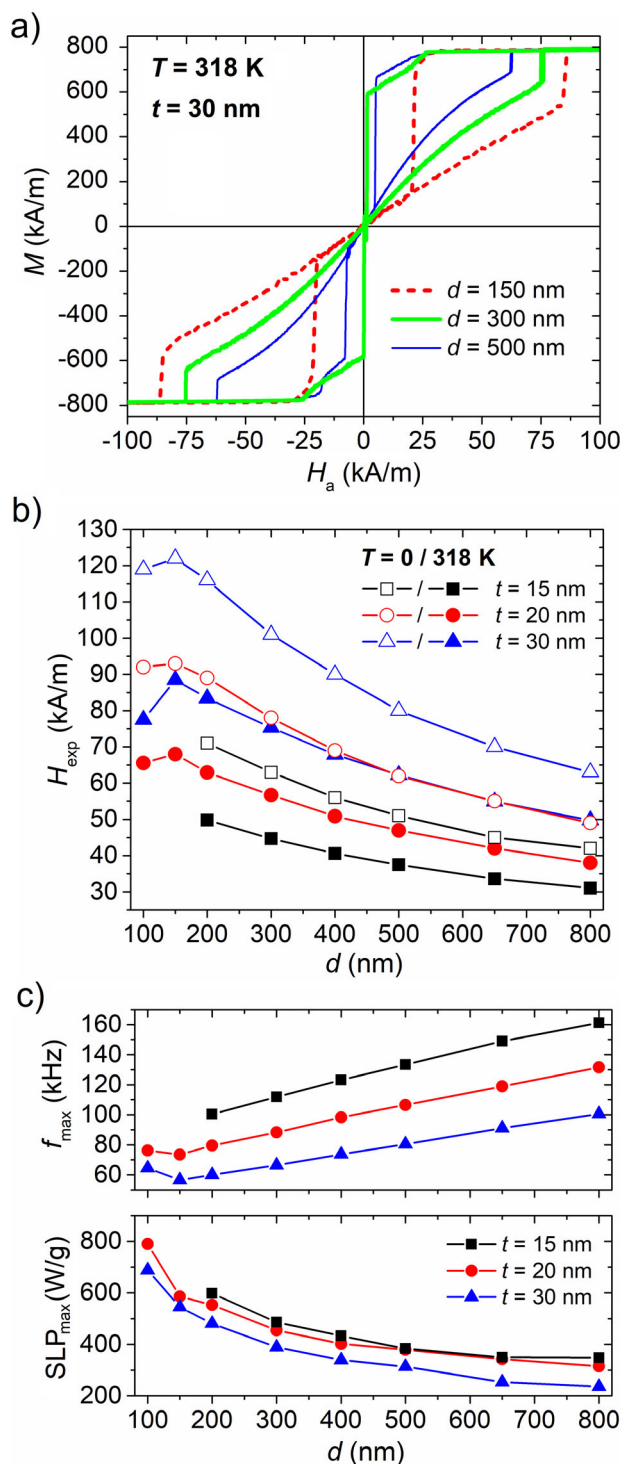 a)
800
600
400
200
0
-200
-400
-600
-800
M (kA/m)
T = 318 K
t = 30 nm
d = 150 nm
d = 300 nm
d = 500 nm
-100 -75 -50 -25 0 25 50 75 100
Ha (kA/m)
b)
130
120
110
100
90
80
70
60
50
40
30
Hexp (kA/m)
T = 0 / 318 K
/ t = 15 nm
/ t = 20 nm
/ t = 30 nm
100 200 300 400 500 600 700 800
d (nm)
c)
160
140
120
100
80
60
fmax (kHz)
800
600
400
200
SLPmax (W/g)
t = 15 nm
t = 20 nm
t = 30 nm
100 200 300 400 500 600 700 800
d (nm)